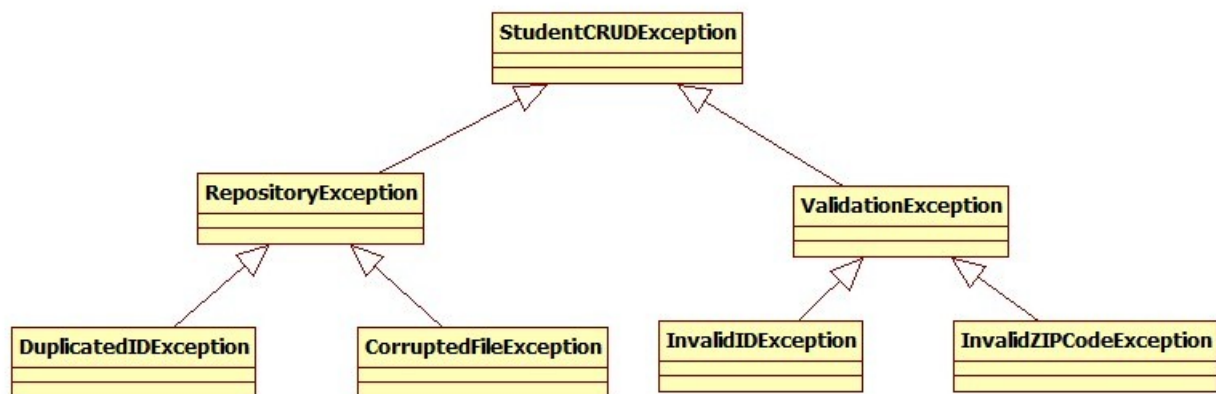 StudentCRUDException
RepositoryException
ValidationException
DuplicatedIDException
CorruptedFileException
InvalidIDException
InvalidZIPCodeException